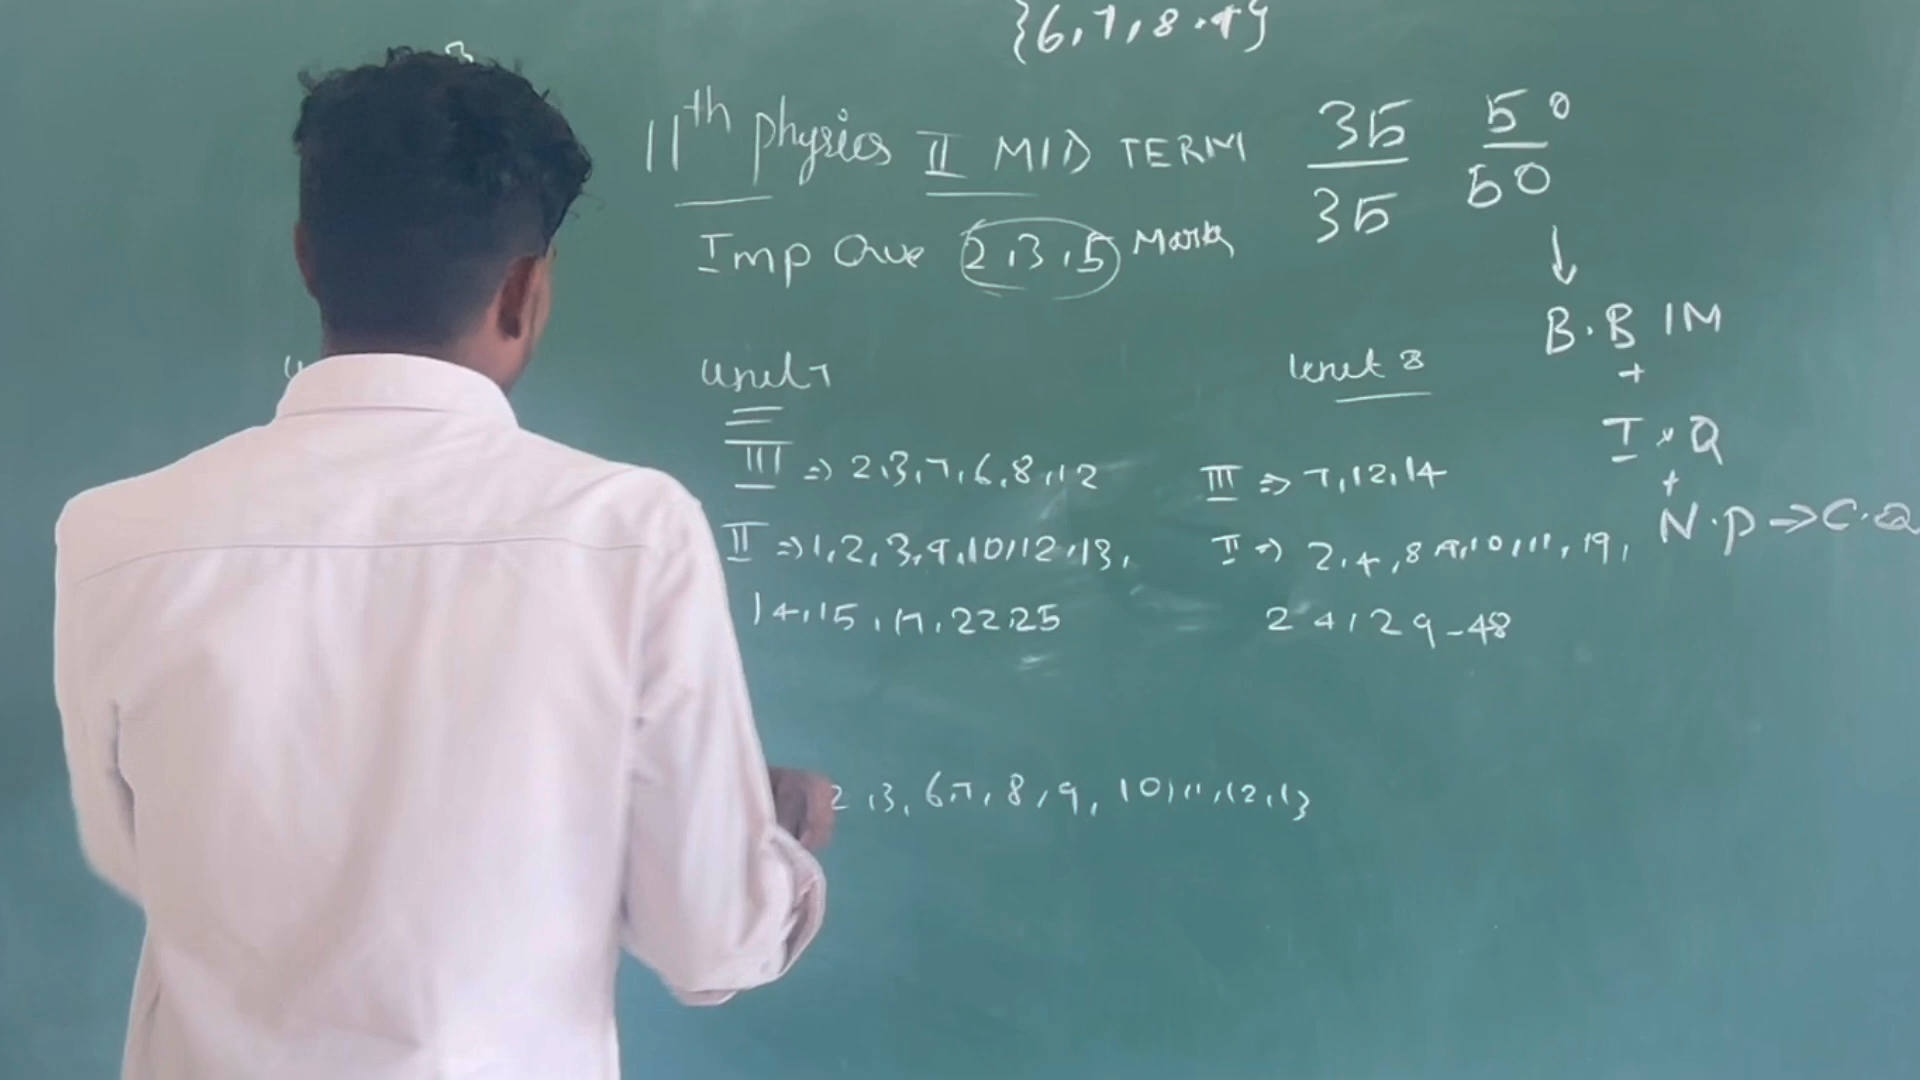 {6,7,8,9}
11th physics II MID TERM
35/35
50/50
Imp Que 2,3,5 Mark
B.B 1M
+
I.Q
+
N.P → C.Q
unit 7
III ⇒ 2,3,7,6,8,12
II ⇒ 1,2,3,9,10,12,13,
14,15,17,22,25
unit 8
III ⇒ 7,12,14
II ⇒ 2,4,8,9,10,11,19,
24,29-48
2,3,6,7,8,9,10,11,12,13